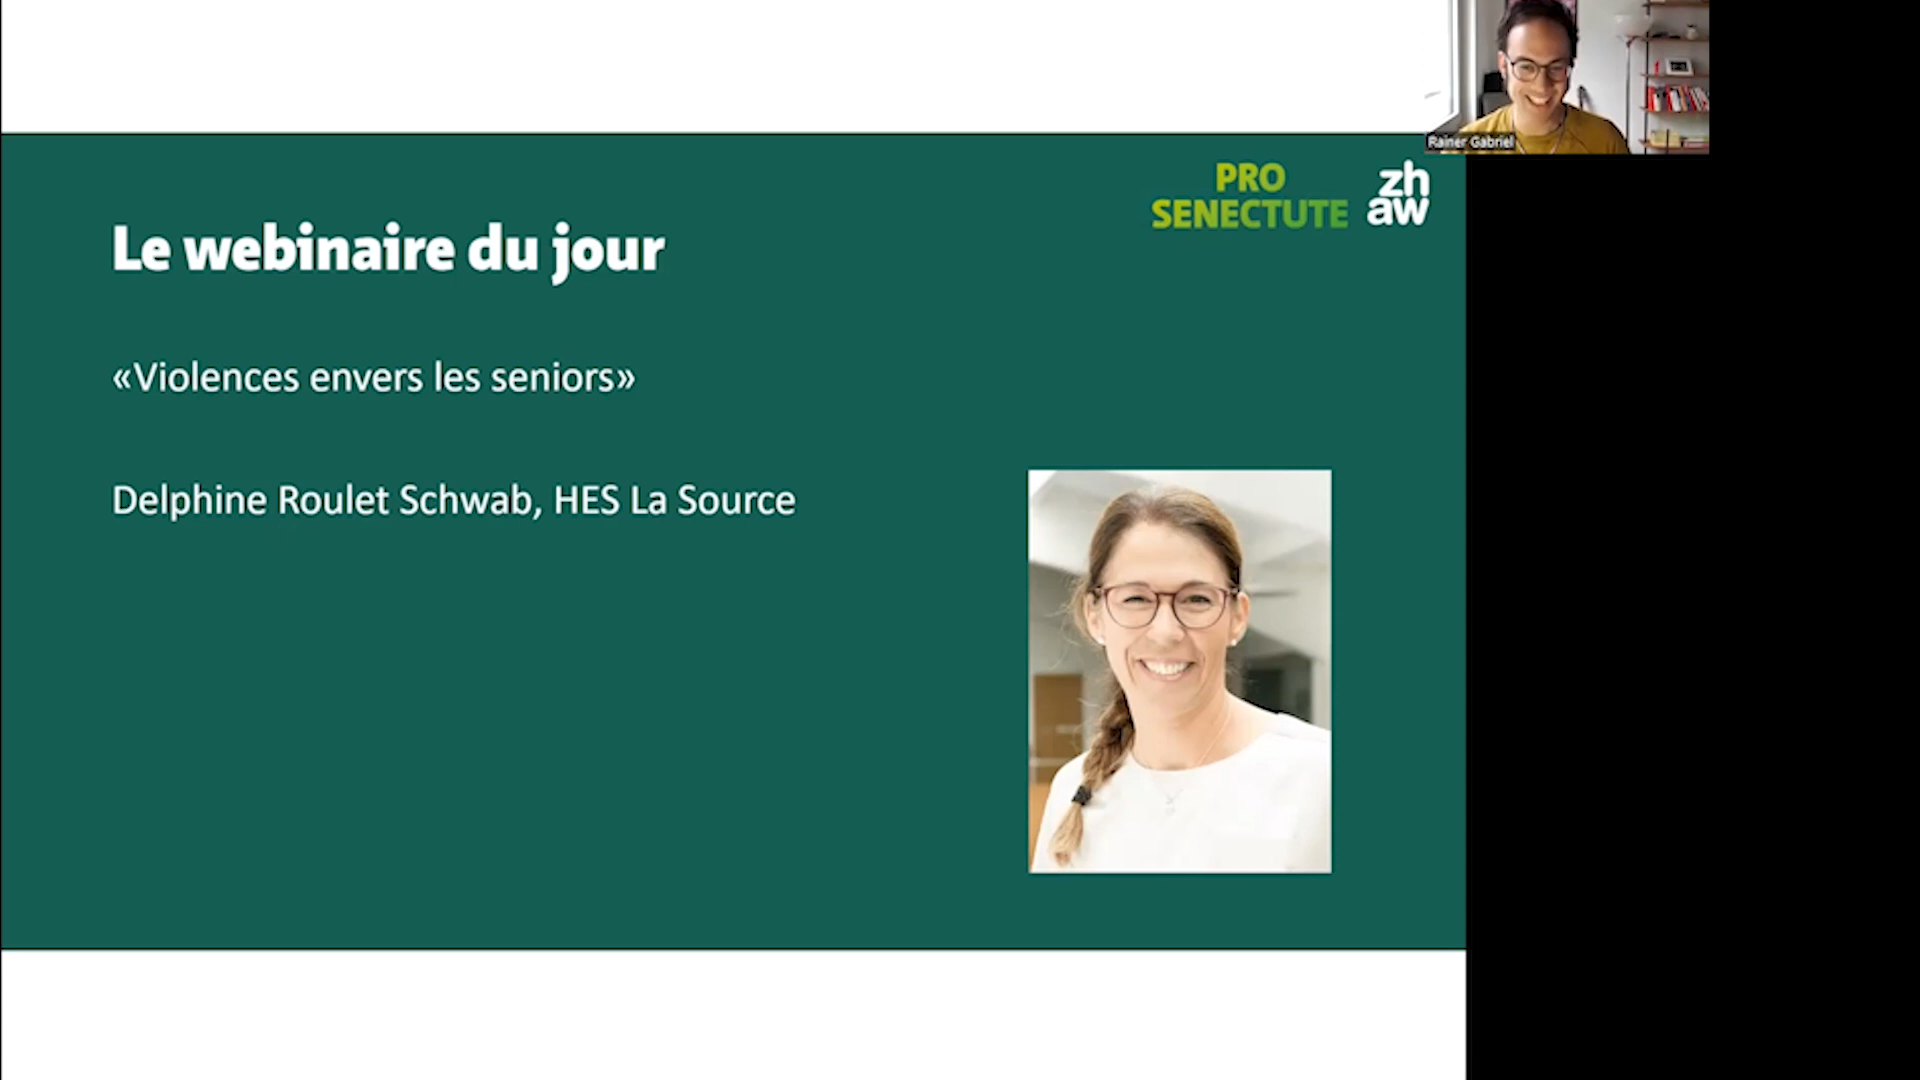 Rainer Gabriel
PRO
SENECTUTE
zh
aw
Le webinaire du jour
«Violences envers les seniors»
Delphine Roulet Schwab, HES La Source